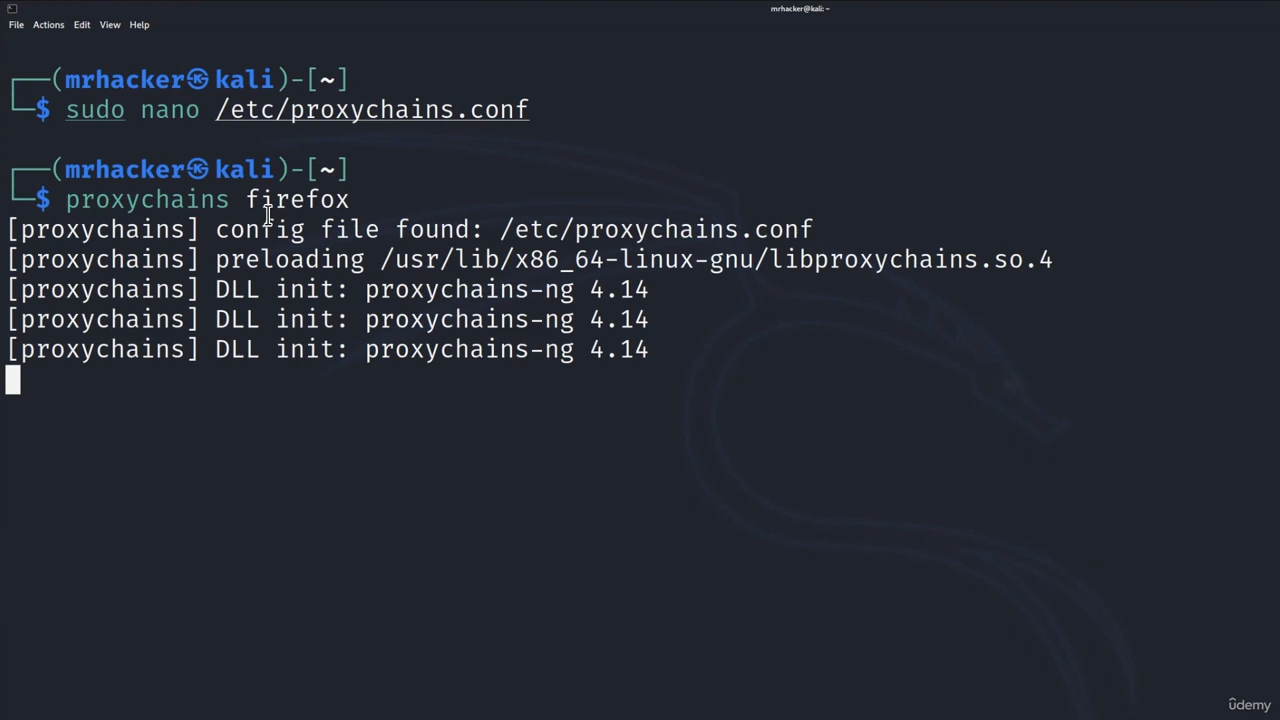 mrhacker@kali: ~
File Actions Edit View Help
┌──(mrhacker㉿kali)-[~]
└─$ sudo nano /etc/proxychains.conf
┌──(mrhacker㉿kali)-[~]
└─$ proxychains firefox
[proxychains] config file found: /etc/proxychains.conf
[proxychains] preloading /usr/lib/x86_64-linux-gnu/libproxychains.so.4
[proxychains] DLL init: proxychains-ng 4.14
[proxychains] DLL init: proxychains-ng 4.14
[proxychains] DLL init: proxychains-ng 4.14
ûdemy